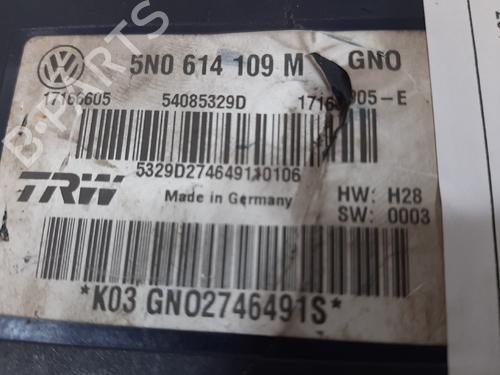 5N0 614 109 M GNO
17166605 54085329D
5329D274649110106
TRW Made in Germany HW: H28
SW: 0003
*K03 GNO2746491S*
B-PARTS